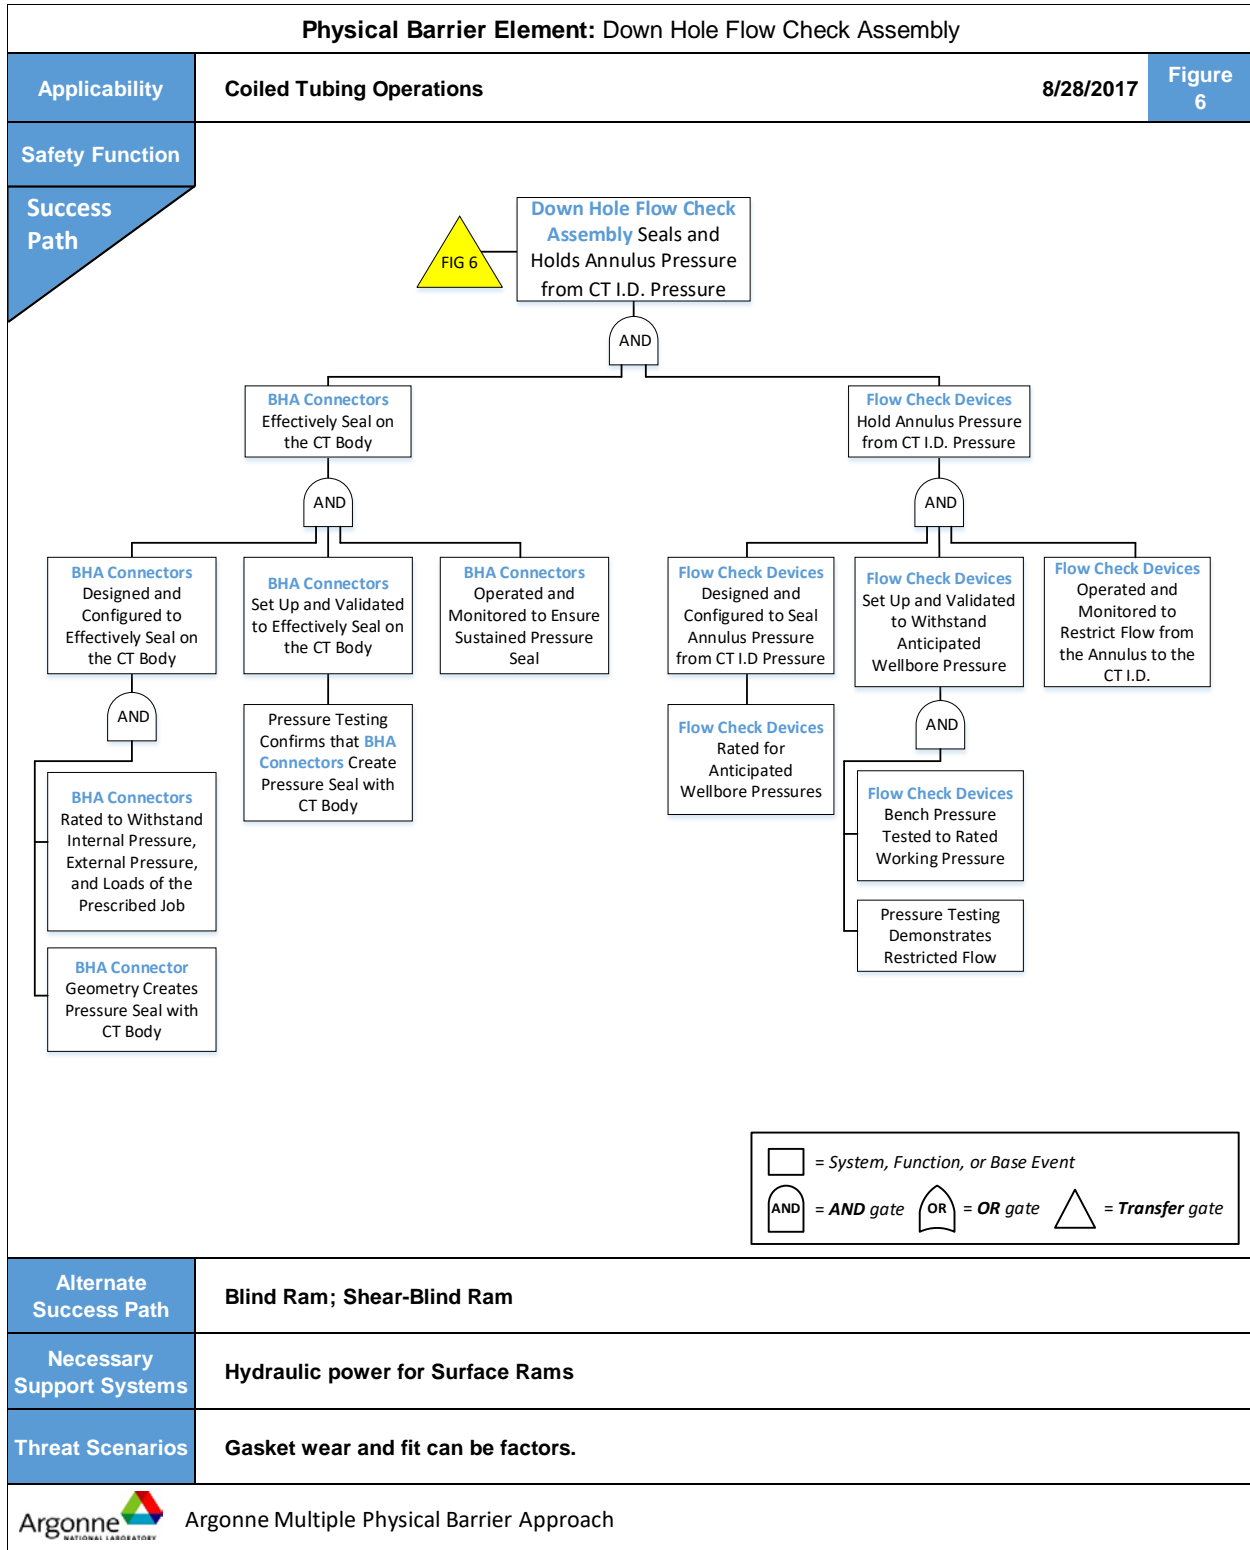 Physical Barrier Element: Down Hole Flow Check Assembly
Applicability
Coiled Tubing Operations
8/28/2017
Figure
6
Safety Function
Success
Path
FIG 6
Down Hole Flow Check
Assembly Seals and
Holds Annulus Pressure
from CT I.D. Pressure
AND
BHA Connectors
Effectively Seal on
the CT Body
Flow Check Devices
Hold Annulus Pressure
from CT I.D. Pressure
AND
AND
BHA Connectors
Designed and
Configured to
Effectively Seal on
the CT Body
BHA Connectors
Set Up and Validated
to Effectively Seal on
the CT Body
BHA Connectors
Operated and
Monitored to Ensure
Sustained Pressure
Seal
Flow Check Devices
Designed and
Configured to Seal
Annulus Pressure
from CT I.D Pressure
Flow Check Devices
Set Up and Validated
to Withstand
Anticipated
Wellbore Pressure
Flow Check Devices
Operated and
Monitored to
Restrict Flow from
the Annulus to the
CT I.D.
AND
Pressure Testing
Confirms that BHA
Connectors Create
Pressure Seal with
CT Body
Flow Check Devices
Rated for
Anticipated
Wellbore Pressures
AND
BHA Connectors
Rated to Withstand
Internal Pressure,
External Pressure,
and Loads of the
Prescribed Job
Flow Check Devices
Bench Pressure
Tested to Rated
Working Pressure
Pressure Testing
Demonstrates
Restricted Flow
BHA Connector
Geometry Creates
Pressure Seal with
CT Body
= System, Function, or Base Event
AND = AND gate OR = OR gate = Transfer gate
Alternate
Success Path
Blind Ram; Shear-Blind Ram
Necessary
Support Systems
Hydraulic power for Surface Rams
Threat Scenarios
Gasket wear and fit can be factors.
Argonne
NATIONAL LABORATORY
Argonne Multiple Physical Barrier Approach